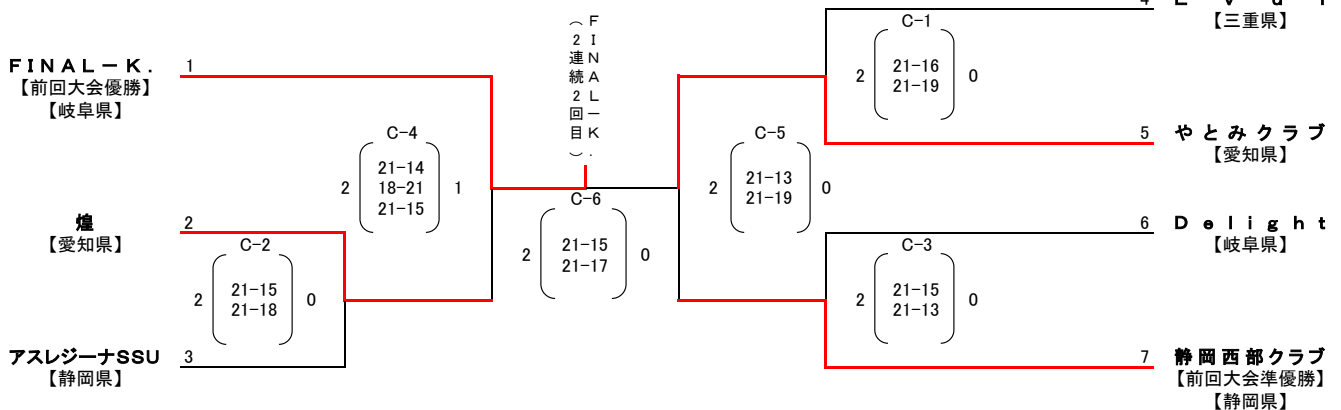 FINAL-K. 1
【前回大会優勝】
【岐阜県】
煌 2
【愛知県】
アスレジーナSSU 3
【静岡県】
C-2
2 21-15 0
21-18
C-4
21-14
2 18-21 1
21-15
FINAL-K.
(2連続2回目)
C-6
2 21-15 0
21-17
C-5
2 21-13 0
21-19
C-1
2 21-16 0
21-19
C-3
2 21-15 0
21-13
【三重県】
5 やとみクラブ
【愛知県】
6 Delight
【岐阜県】
7 静岡西部クラブ
【前回大会準優勝】
【静岡県】